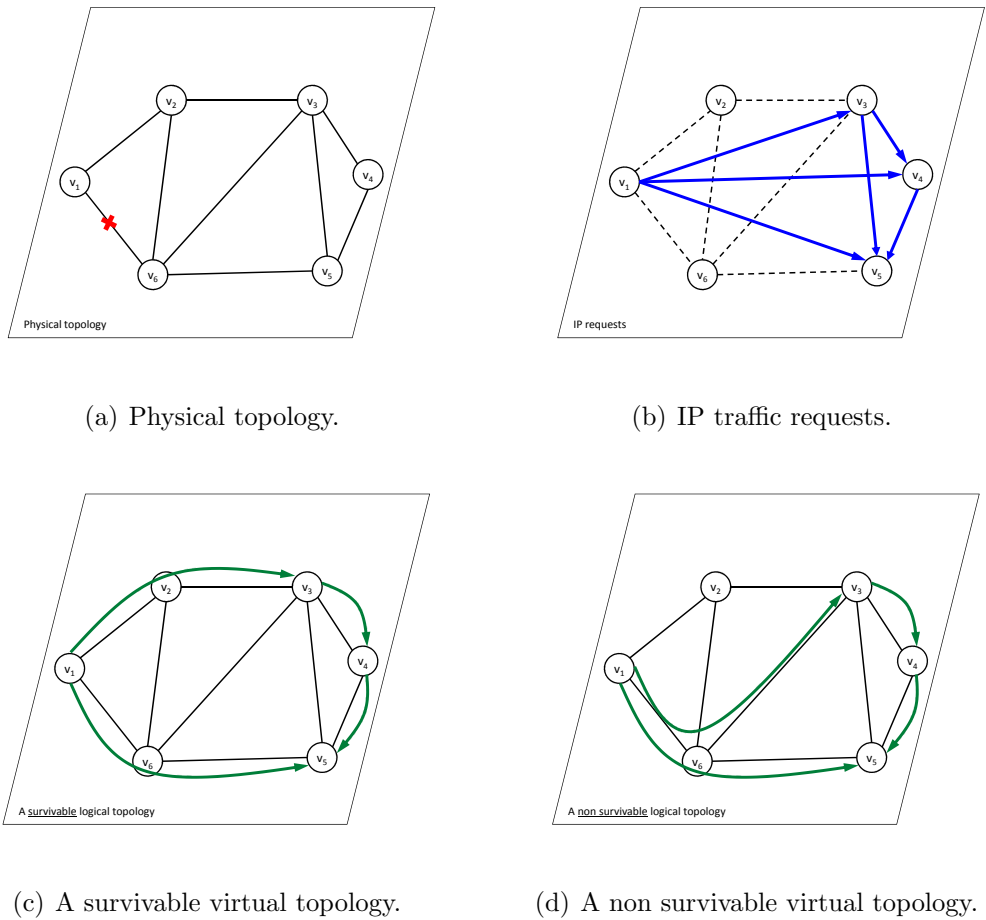 v2 v3
v1 v4
v6 v5
Physical topology
(a) Physical topology.
v2 v3
v1 v4
v6 v5
IP requests
(b) IP traffic requests.
v2 v3
v1 v4
v6 v5
A survivable logical topology
(c) A survivable virtual topology.
v2 v3
v1 v4
v6 v5
A non survivable logical topology
(d) A non survivable virtual topology.